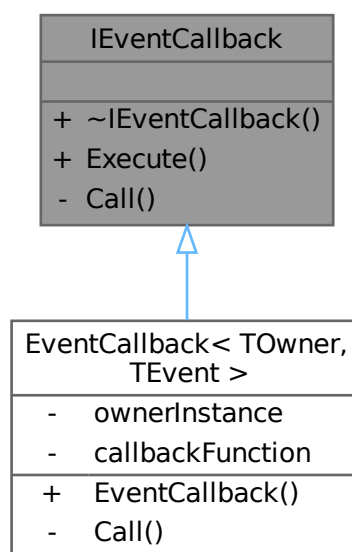 IEventCallback
+ ~IEventCallback()
+ Execute()
- Call()
EventCallback< TOwner,
TEvent >
- ownerInstance
- callbackFunction
+ EventCallback()
- Call()